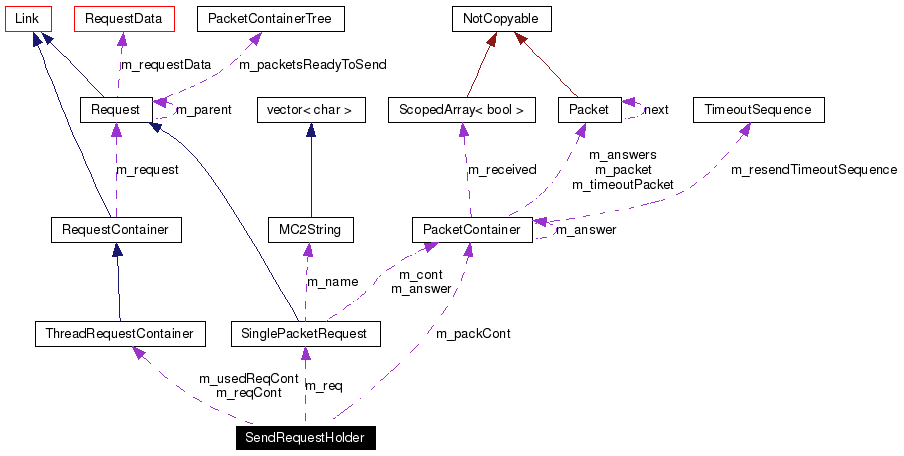 Link
RequestData
PacketContainerTree
NotCopyable
m_requestData
m_packetsReadyToSend
Request
m_parent
vector< char >
ScopedArray< bool >
Packet
next
TimeoutSequence
m_request
m_received
m_answers
m_packet
m_timeoutPacket
m_resendTimeoutSequence
RequestContainer
MC2String
PacketContainer
m_answer
m_name
m_cont
m_answer
ThreadRequestContainer
SinglePacketRequest
m_packCont
m_usedReqCont
m_reqCont
m_req
SendRequestHolder